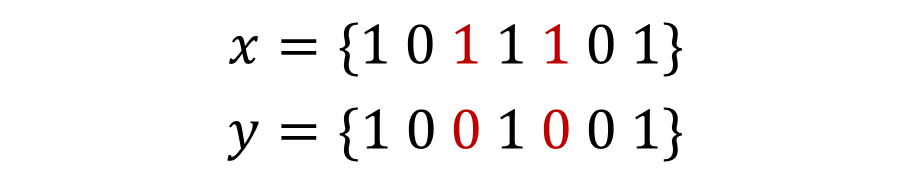 x = {1 0 1 1 1 0 1}
y = {1 0 0 1 0 0 1}